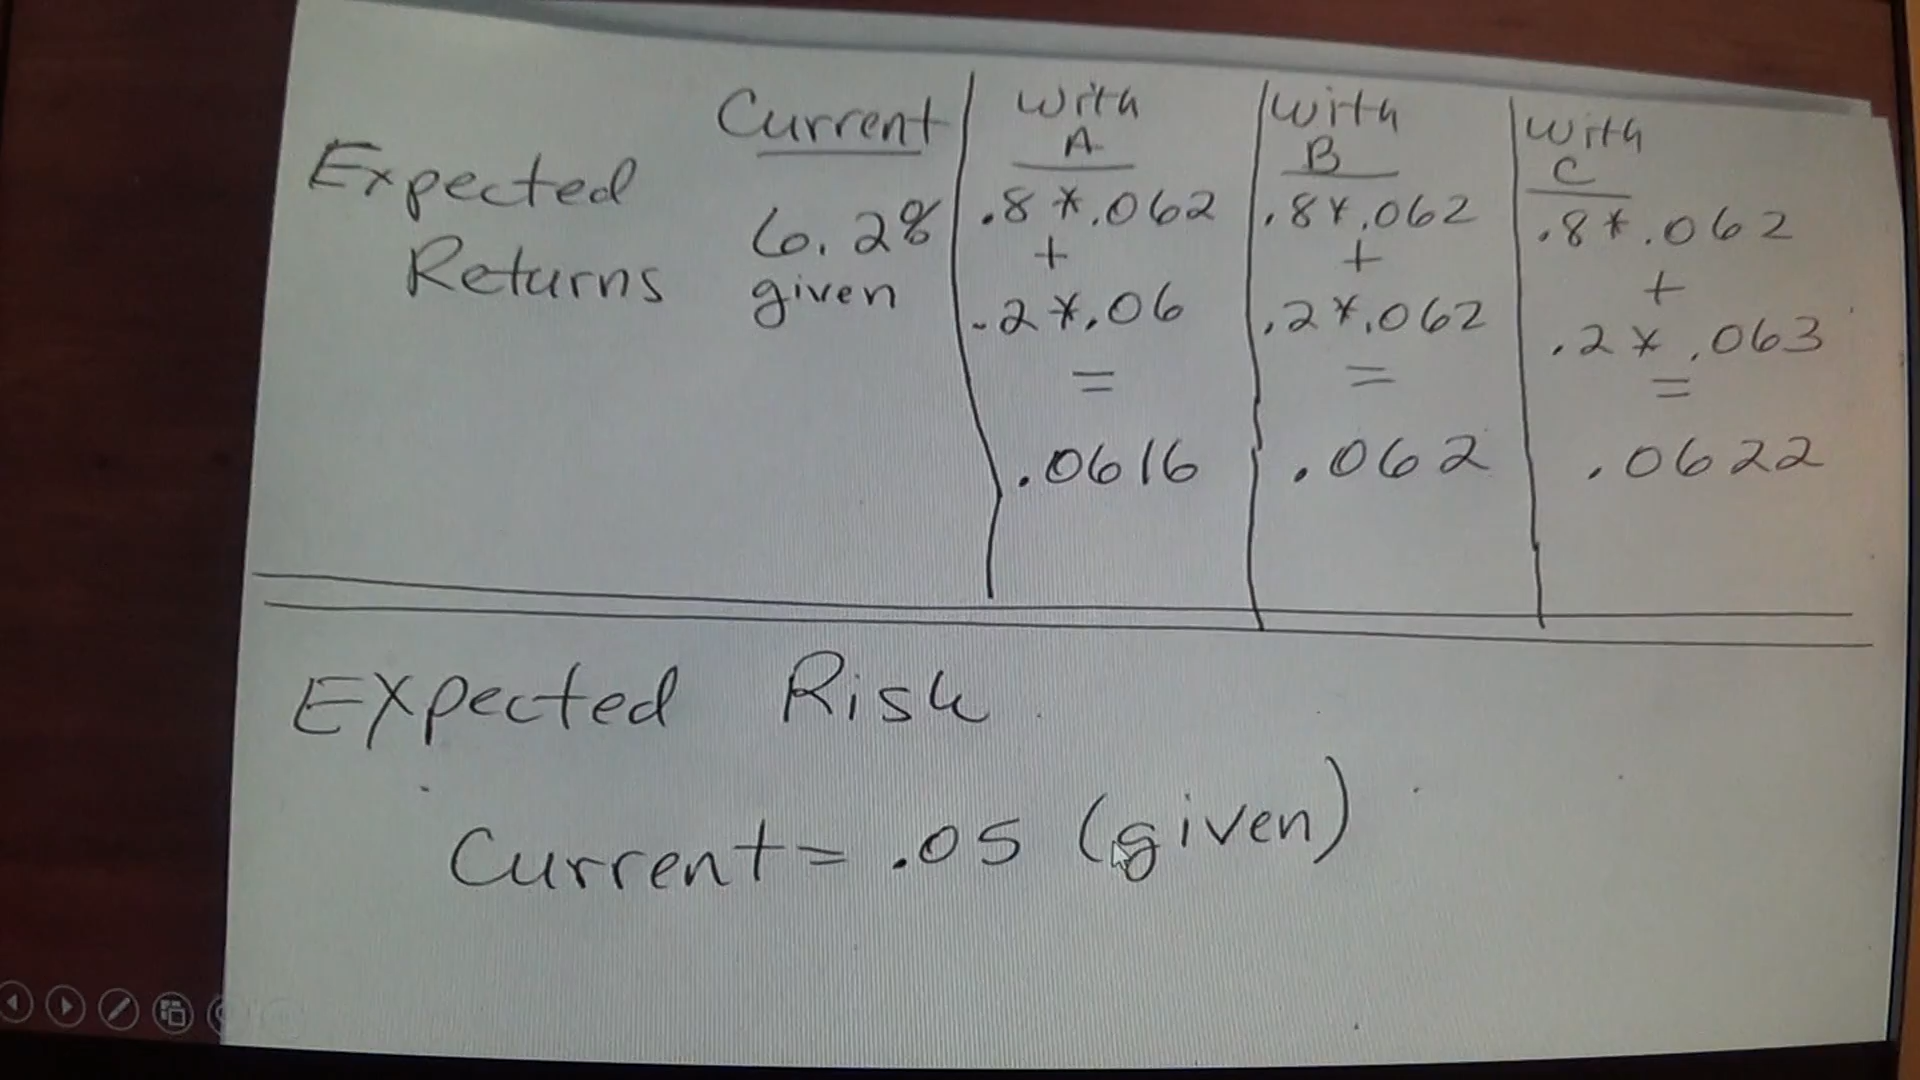 Expected Returns
Current
6.2%
given
With
A
.8 * .062
+
.2 * .06
=
.0616
With
B
.8 * .062
+
.2 * .062
=
.062
With
C
.8 * .062
+
.2 * .063
=
.0622
Expected Risk
Current = .05 (given)